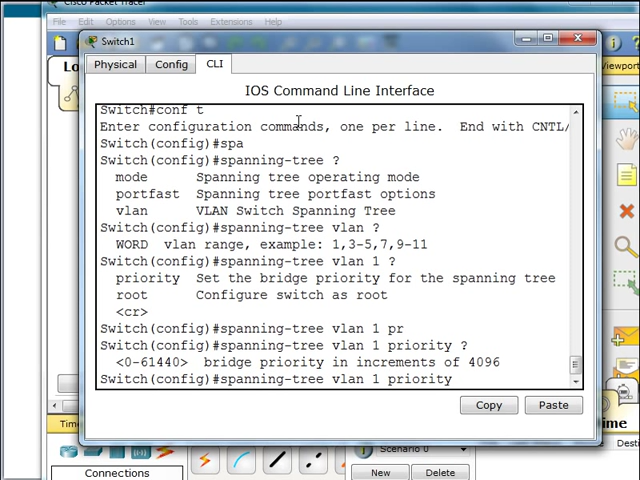 Cisco Packet Tracer
File Edit Options View Tools Extensions Help
Switch1
Physical Config CLI
IOS Command Line Interface
Switch#conf t
Enter configuration commands, one per line. End with CNTL/
Switch(config)#spa
Switch(config)#spanning-tree ?
mode Spanning tree operating mode
portfast Spanning tree portfast options
vlan VLAN Switch Spanning Tree
Switch(config)#spanning-tree vlan ?
WORD vlan range, example: 1,3-5,7,9-11
Switch(config)#spanning-tree vlan 1 ?
priority Set the bridge priority for the spanning tree
root Configure switch as root
<cr>
Switch(config)#spanning-tree vlan 1 pr
Switch(config)#spanning-tree vlan 1 priority ?
<0-61440> bridge priority in increments of 4096
Switch(config)#spanning-tree vlan 1 priority
Copy Paste
Viewport
Lo
Time
time
Desti
Connections
Scenario 0
New Delete